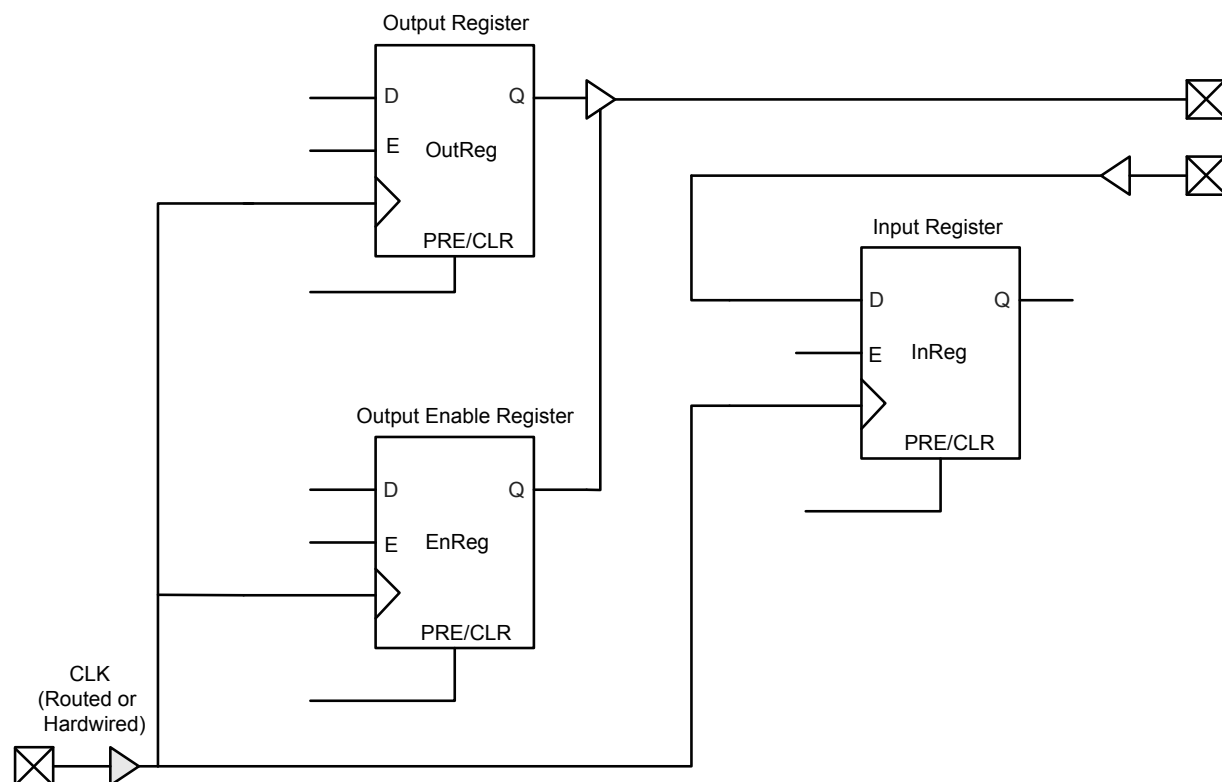 Output Register
D
Q
E
OutReg
PRE/CLR
Input Register
D
Q
E
InReg
PRE/CLR
Output Enable Register
D
Q
E
EnReg
PRE/CLR
CLK
(Routed or
Hardwired)